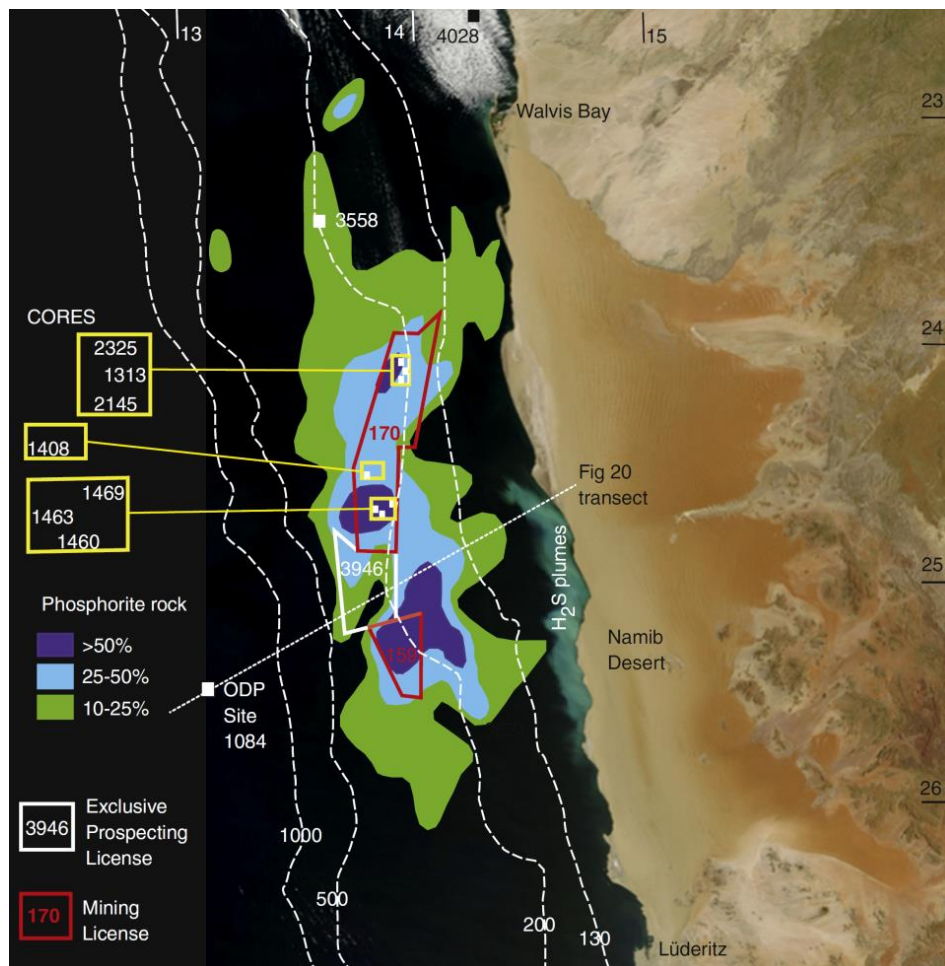 13
14
4028
15
23
Walvis Bay
3558
24
CORES
2325
1313
2145
170
1408
Fig 20
transect
1469
1463
1460
3946
25
H₂S plumes
Phosphorite rock
>50%
25-50%
10-25%
Namib
Desert
159
ODP
Site
1084
26
3946
Exclusive
Prospecting
License
1000
500
200
130
170
Mining
License
Lüderitz